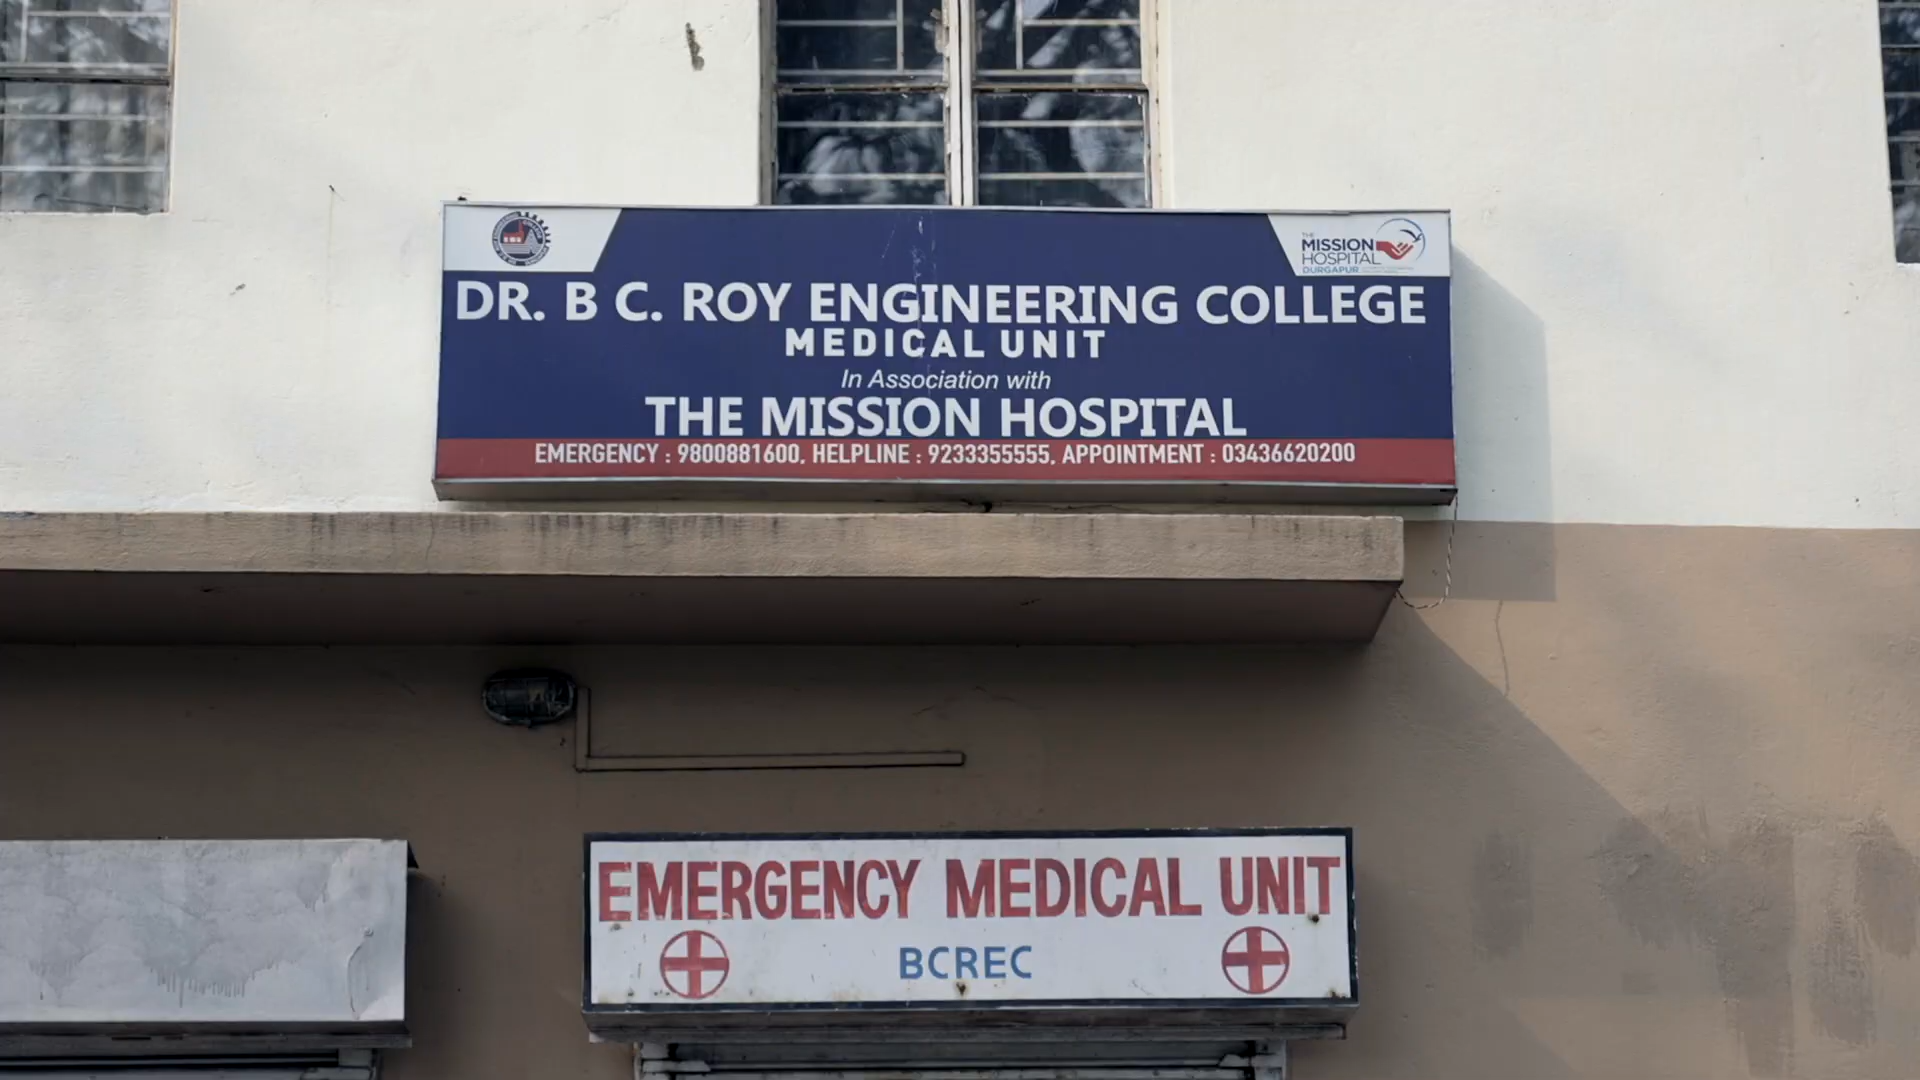 THE
MISSION
HOSPITAL
DURGAPUR
DR. B C. ROY ENGINEERING COLLEGE
MEDICAL UNIT
In Association with
THE MISSION HOSPITAL
EMERGENCY : 9800881600, HELPLINE : 9233355555, APPOINTMENT : 03436620200
EMERGENCY MEDICAL UNIT
BCREC